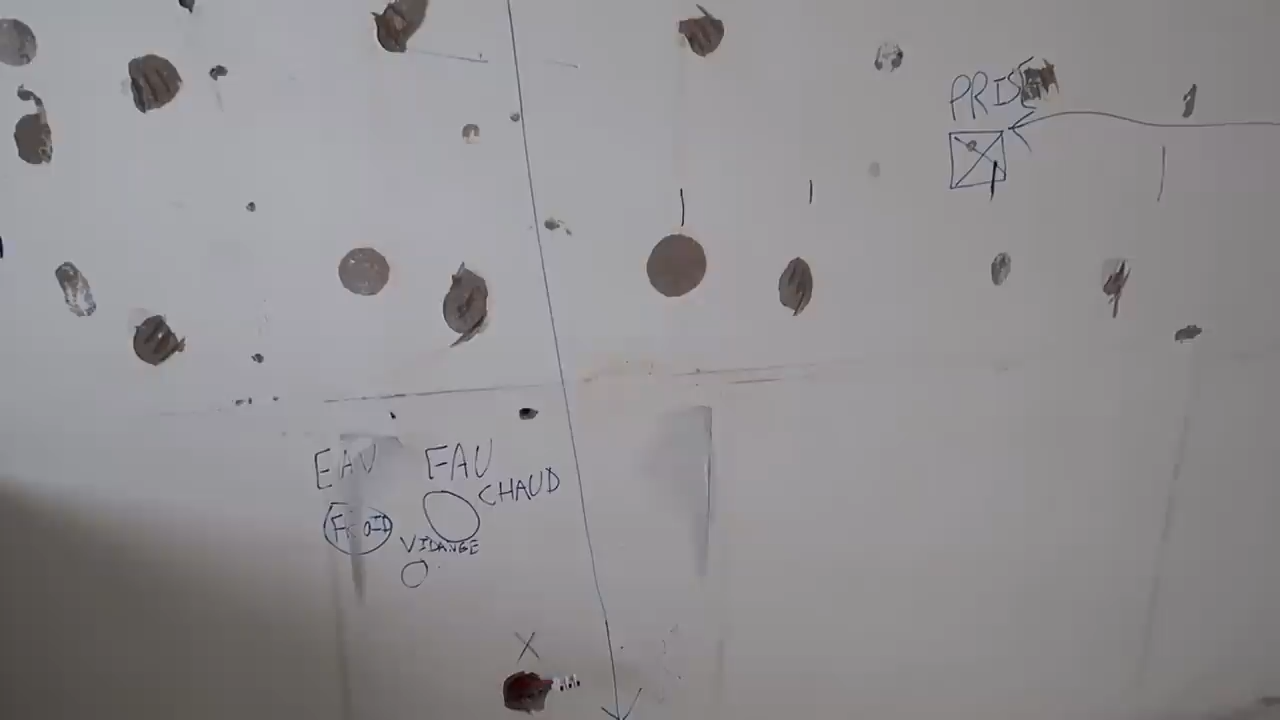 PRISE
EAU
FROID
EAU
CHAUD
VIDANGE
X